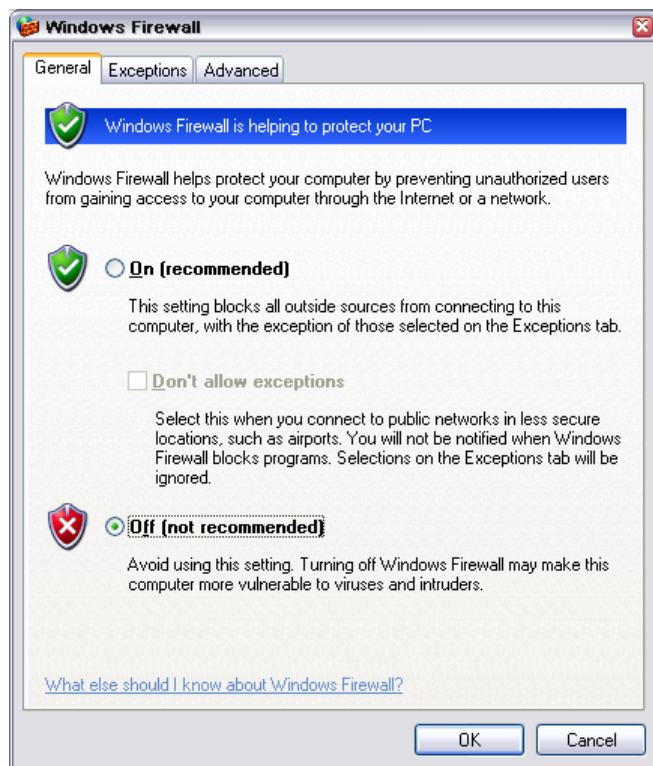 Windows Firewall
General Exceptions Advanced
Windows Firewall is helping to protect your PC
Windows Firewall helps protect your computer by preventing unauthorized users
from gaining access to your computer through the Internet or a network.
On (recommended)
This setting blocks all outside sources from connecting to this
computer, with the exception of those selected on the Exceptions tab.
Don't allow exceptions
Select this when you connect to public networks in less secure
locations, such as airports. You will not be notified when Windows
Firewall blocks programs. Selections on the Exceptions tab will be
ignored.
Off (not recommended)
Avoid using this setting. Turning off Windows Firewall may make this
computer more vulnerable to viruses and intruders.
What else should I know about Windows Firewall?
OK Cancel